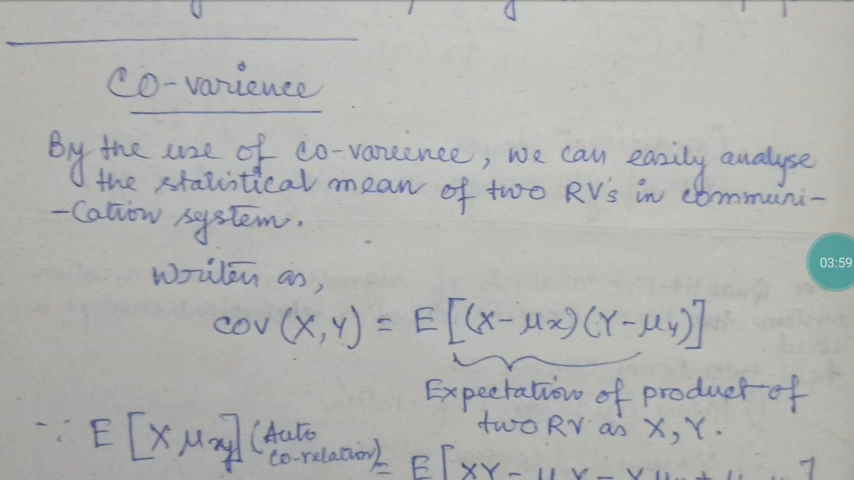 CO-varience
By the use of co-vareence, we can easily analyse
the statistical mean of two RV's in communi-
-cation system.
03:59
Writen as,
cov (X, Y) = E [(X - μx) (Y - μy)]
Expectation of product of
two RV as X, Y.
∵ E [X μxy] (Auto
co-relation)
= E [XY - μ